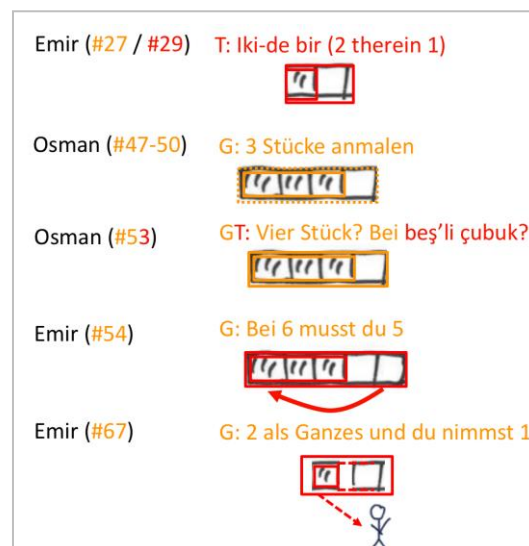 Emir (#27 / #29) T: Iki-de bir (2 therein 1)
Osman (#47-50) G: 3 Stücke anmalen
Osman (#53) GT: Vier Stück? Bei beş'li çubuk?
Emir (#54) G: Bei 6 musst du 5
Emir (#67) G: 2 als Ganzes und du nimmst 1